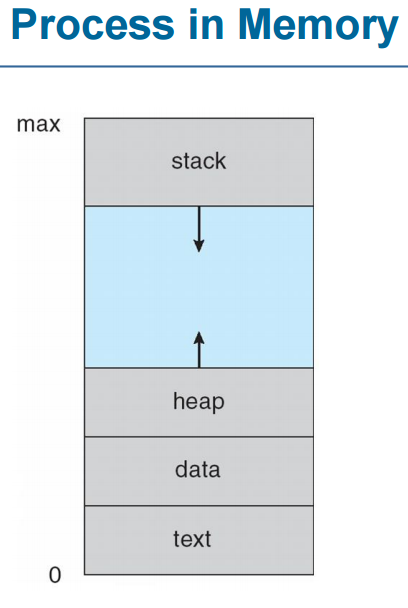 Process in Memory
max
stack
heap
data
text
0